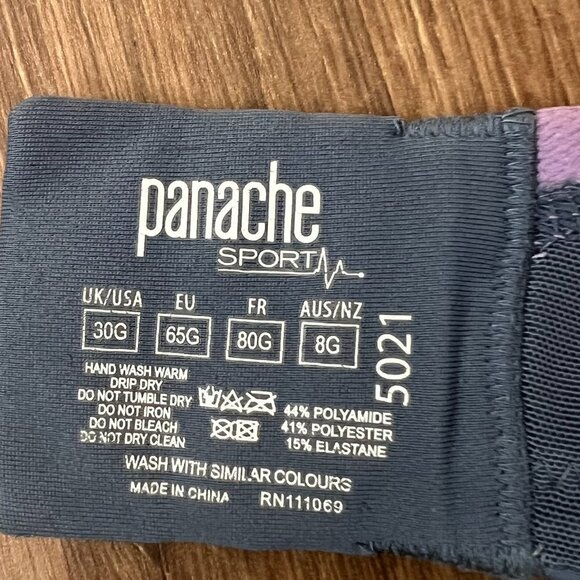 panache
SPORT
UK/USA EU FR AUS/NZ
30G 65G 80G 8G
5021
HAND WASH WARM
DRIP DRY
DO NOT TUMBLE DRY
DO NOT IRON
DO NOT BLEACH
DO NOT DRY CLEAN
44% POLYAMIDE
41% POLYESTER
15% ELASTANE
WASH WITH SIMILAR COLOURS
MADE IN CHINA RN111069